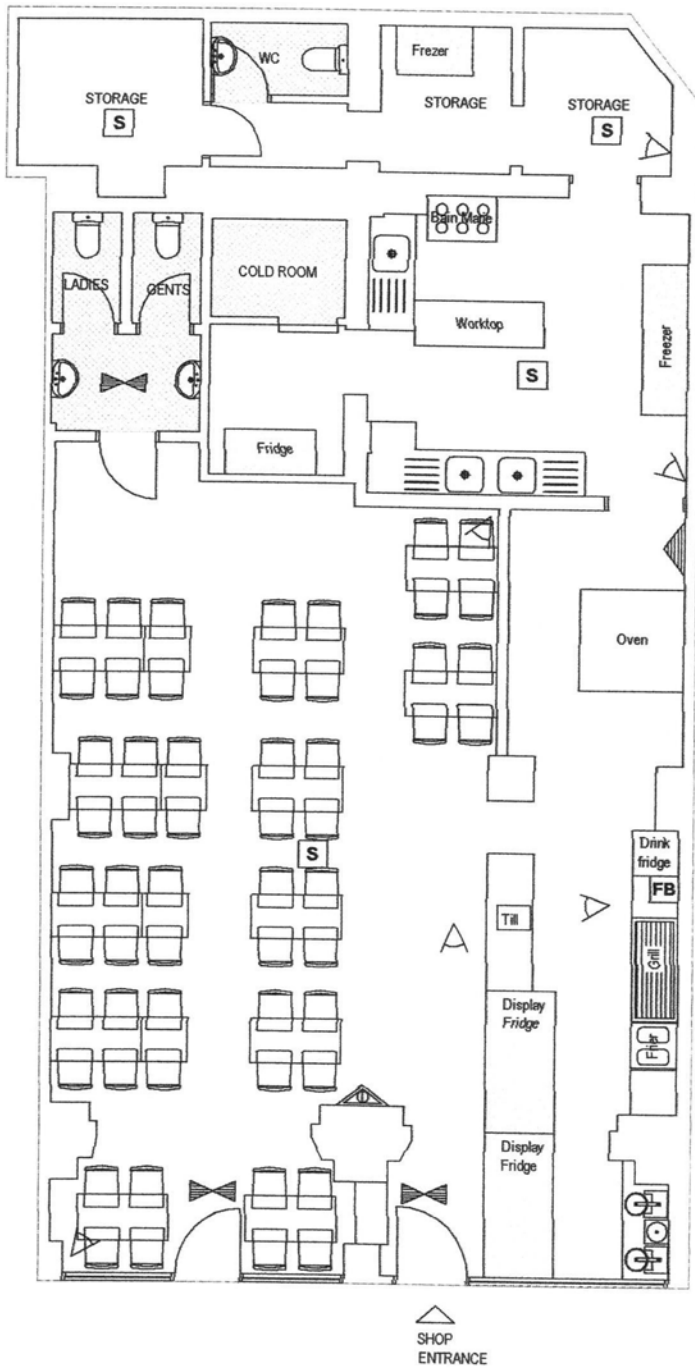 WC
Frezer
STORAGE
S
STORAGE
STORAGE
S
Bain Marie
LADIES
GENTS
COLD ROOM
Worktop
Freezer
S
Fridge
Oven
S
Drink
fridge
FB
Till
Grill
Display
Fridge
Frier
Display
Fridge
SHOP
ENTRANCE